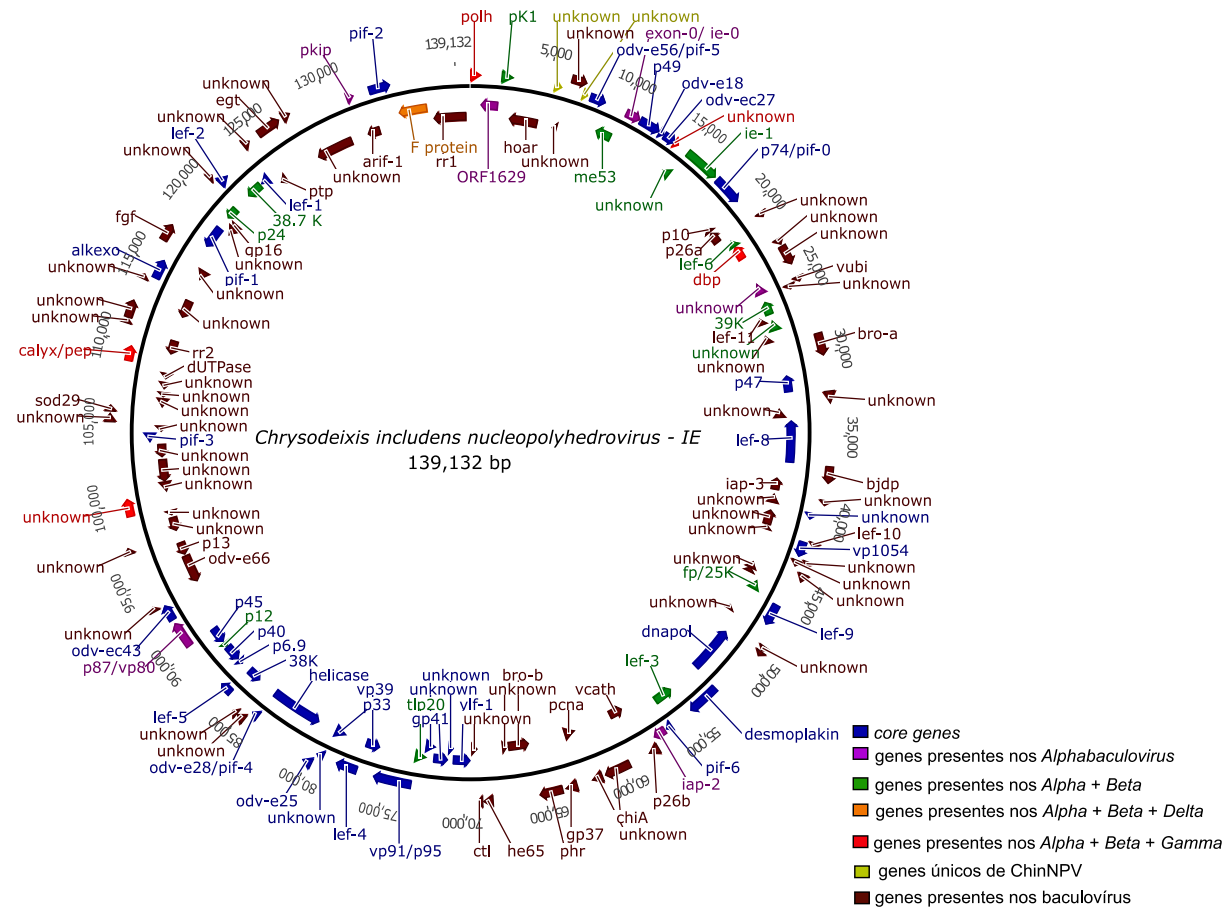 polh
pK1
unknown
unknown
unknown
exon-0/ ie-0
odv-e56/pif-5
p49
odv-e18
odv-ec27
unknown
ie-1
p74/pif-0
unknown
unknown
unknown
vubi
unknown
bro-a
unknown
bjdp
unknown
unknown
lef-10
vp1054
unknown
unknown
unknown
lef-9
unknown
desmoplakin
pif-6
iap-2
p26b
unknown
chiA
gp37
phr
he65
ctl
vp91/p95
lef-4
unknown
odv-e25
odv-e28/pif-4
unknown
unknown
lef-5
p87/vp80
odv-ec43
unknown
unknown
unknown
unknown
sod29
calyx/pep
unknown
unknown
unknown
alkexo
fgf
unknown
lef-2
unknown
egt
unknown
pkip
pif-2
139,132
5,000
10,000
15,000
20,000
25,000
30,000
35,000
40,000
45,000
50,000
55,000
60,000
65,000
70,000
75,000
80,000
85,000
90,000
95,000
100,000
105,000
110,000
115,000
120,000
125,000
130,000
F protein
rr1
ORF1629
hoar
unknown
me53
unknown
p10
p26a
lef-6
dbp
unknown
39K
lef-11
unknown
unknown
p47
unknown
lef-8
iap-3
unknown
unknown
unknown
unknwon
fp/25K
unknown
dnapol
lef-3
vcath
pcna
bro-b
unknown
unknown
ylf-1
unknown
unknown
gp41
tlp20
vp39
p33
helicase
38K
p6.9
p40
p12
p45
odv-e66
p13
unknown
unknown
unknown
unknown
unknown
pif-3
unknown
unknown
unknown
unknown
dUTPase
rr2
unknown
unknown
pif-1
unknown
gp16
p24
38.7 K
lef-1
ptp
unknown
arif-1
Chrysodeixis includens nucleopolyhedrovirus - IE
139,132 bp
core genes
genes presentes nos Alphabaculovirus
genes presentes nos Alpha + Beta
genes presentes nos Alpha + Beta + Delta
genes presentes nos Alpha + Beta + Gamma
genes únicos de ChinNPV
genes presentes nos baculovírus